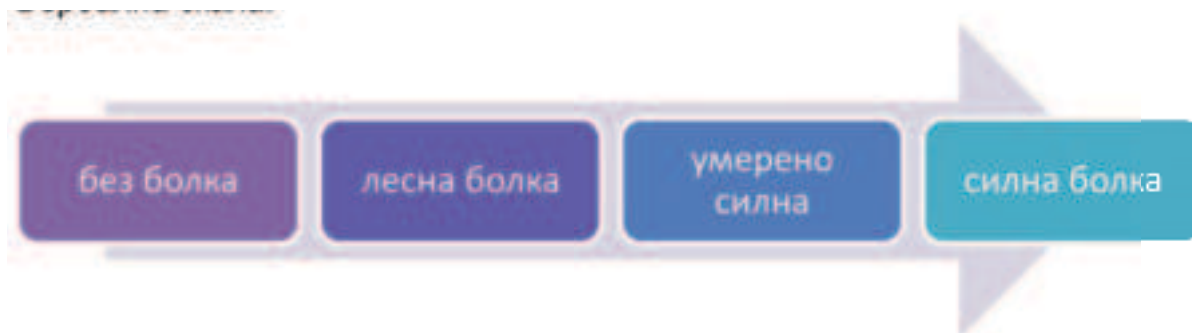 без болка
лесна болка
умерено
силна
силна болка